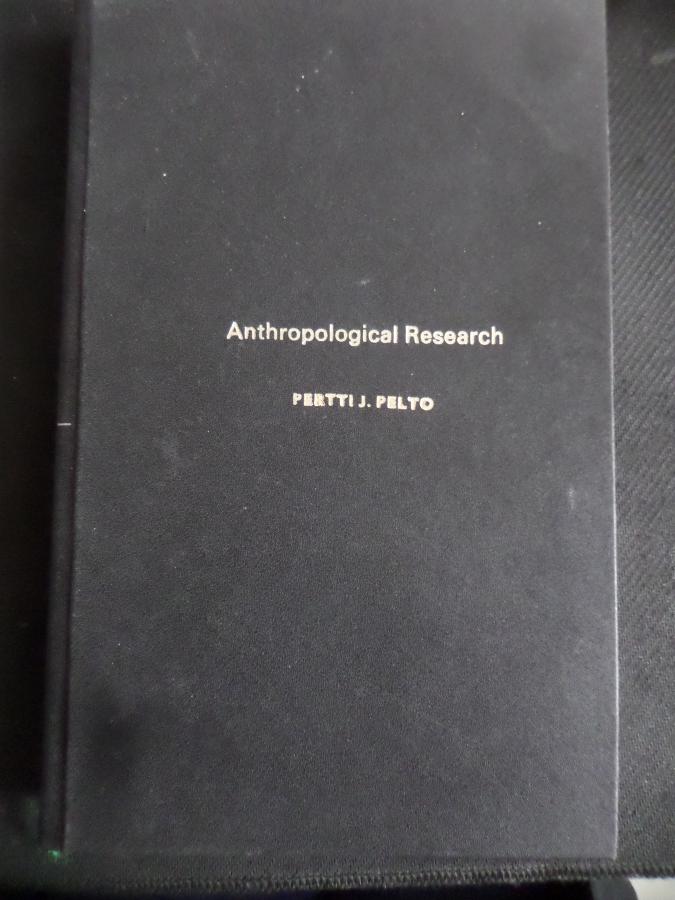 Anthropological Research
PERTTI J. PELTO